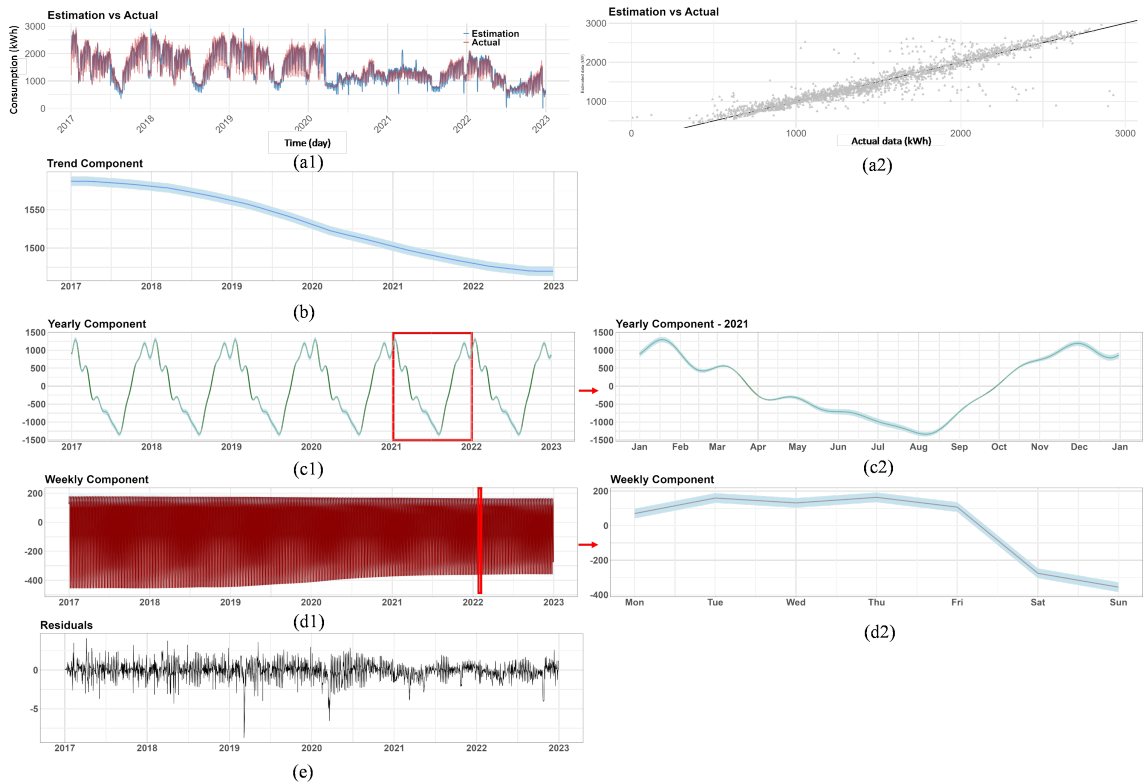 Estimation vs Actual
Consumption (kWh)
3000
2000
1000
0
Estimation
Actual
2017
2018
2019
2020
2021
2022
2023
Time (day)
(a1)
Estimation vs Actual
Estimated data (kWh)
3000
2000
1000
0
1000
2000
3000
Actual data (kWh)
(a2)
Trend Component
1550
1500
2017
2018
2019
2020
2021
2022
2023
(b)
Yearly Component
1500
1000
500
0
-500
-1000
-1500
2017
2018
2019
2020
2021
2022
2023
(c1)
Yearly Component - 2021
1500
1000
500
0
-500
-1000
-1500
Jan
Feb
Mar
Apr
May
Jun
Jul
Aug
Sep
Oct
Nov
Dec
Jan
(c2)
Weekly Component
200
0
-200
-400
2017
2018
2019
2020
2021
2022
2023
(d1)
Weekly Component
200
0
-200
-400
Mon
Tue
Wed
Thu
Fri
Sat
Sun
(d2)
Residuals
0
-5
2017
2018
2019
2020
2021
2022
2023
(e)